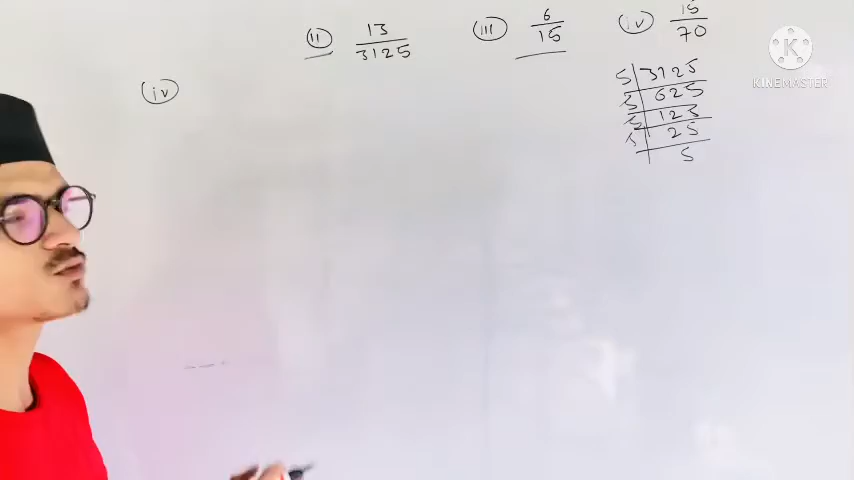 (ii) 13/3125 (iii) 6/15 (iv) 15/70
(iv)
5 | 3125
5 | 625
5 | 125
5 | 25
5
KINEMASTER